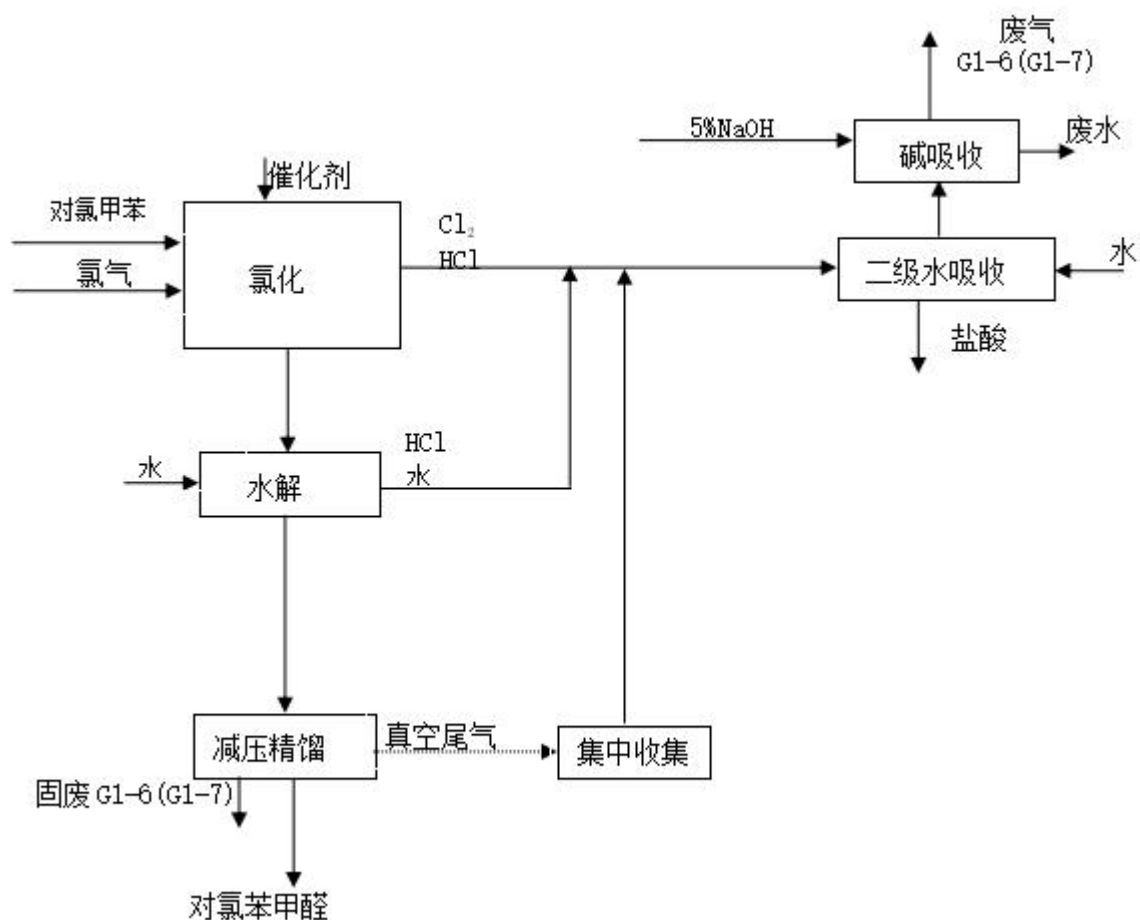 废气
G1-6(G1-7)
5%NaOH
碱吸收
废水
催化剂
对氯甲苯
氯气
氯化
Cl₂
HCl
二级水吸收
水
盐酸
水
水解
HCl
水
减压精馏
真空尾气
集中收集
固废 G1-6(G1-7)
对氯苯甲醛